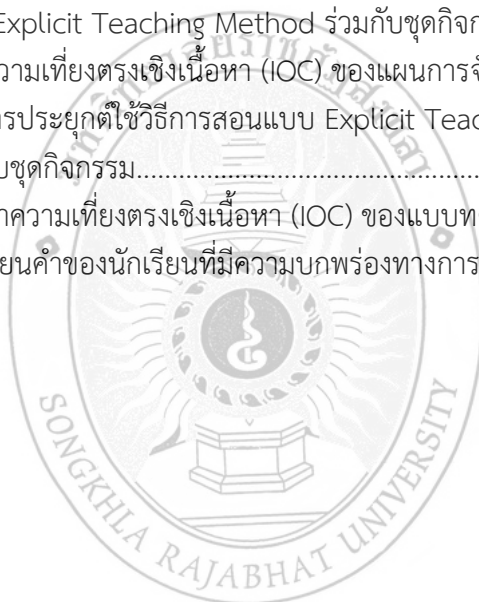 Explicit Teaching Method ร่วมกับชุดกิจก
วามเที่ยงตรงเชิงเนื้อหา (IOC) ของแผนการจ
ารประยุกต์ใช้วิธีการสอนแบบ Explicit Teac
บชุดกิจกรรม................................................
าความเที่ยงตรงเชิงเนื้อหา (IOC) ของแบบท
ยนคำของนักเรียนที่มีความบกพร่องทางการ
SONGKHLA RAJABHAT UNIVERSITY